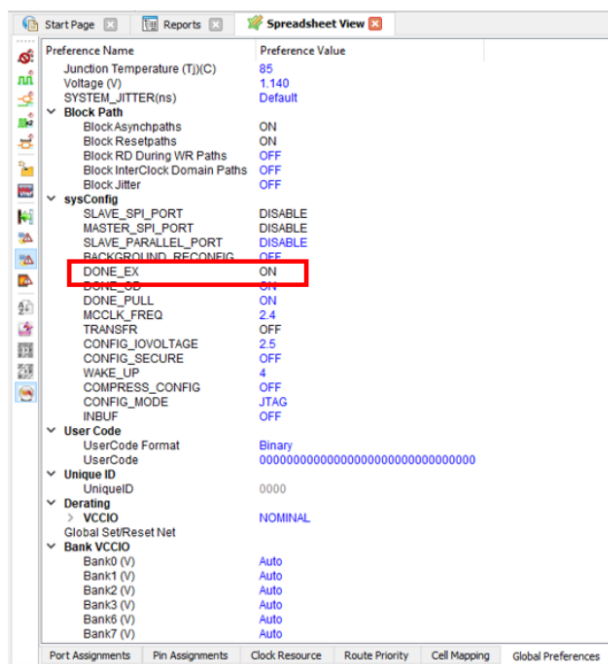 Start Page Reports Spreadsheet View
Preference Name Preference Value
Junction Temperature (Tj)(C) 85
Voltage (V) 1.140
SYSTEM_JITTER(ns) Default
Block Path
Block Asynchpaths ON
Block Resetpaths ON
Block RD During WR Paths OFF
Block InterClock Domain Paths OFF
Block Jitter OFF
sysConfig
SLAVE_SPI_PORT DISABLE
MASTER_SPI_PORT DISABLE
SLAVE_PARALLEL_PORT DISABLE
BACKGROUND_RECONFIG OFF
DONE_EX ON
DONE_OD ON
DONE_PULL ON
MCCLK_FREQ 2.4
TRANSFR OFF
CONFIG_IOVOLTAGE 2.5
CONFIG_SECURE OFF
WAKE_UP 4
COMPRESS_CONFIG OFF
CONFIG_MODE JTAG
INBUF OFF
User Code
UserCode Format Binary
UserCode 00000000000000000000000000000000
Unique ID
UniqueID 0000
Derating
VCCIO NOMINAL
Global Set/Reset Net
Bank VCCIO
Bank0 (V) Auto
Bank1 (V) Auto
Bank2 (V) Auto
Bank3 (V) Auto
Bank6 (V) Auto
Bank7 (V) Auto
Port Assignments Pin Assignments Clock Resource Route Priority Cell Mapping Global Preferences